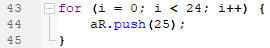 43 for (i = 0; i < 24; i++) {
44 aR.push(25);
45 }